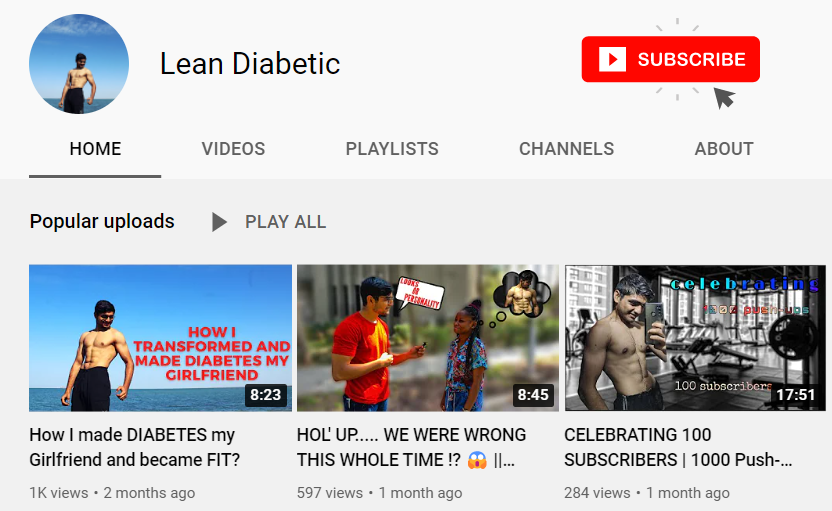 Lean Diabetic
SUBSCRIBE
HOME VIDEOS PLAYLISTS CHANNELS ABOUT
Popular uploads PLAY ALL
HOW I
TRANSFORMED AND
MADE DIABETES MY
GIRLFRIEND
8:23
LOOKS
OR
PERSONALITY
8:45
celebrating
1000 push-ups
100 subscribers
17:51
How I made DIABETES my
Girlfriend and became FIT?
1K views • 2 months ago
HOL' UP..... WE WERE WRONG
THIS WHOLE TIME !? 😱 ||...
597 views • 1 month ago
CELEBRATING 100
SUBSCRIBERS | 1000 Push-...
284 views • 1 month ago